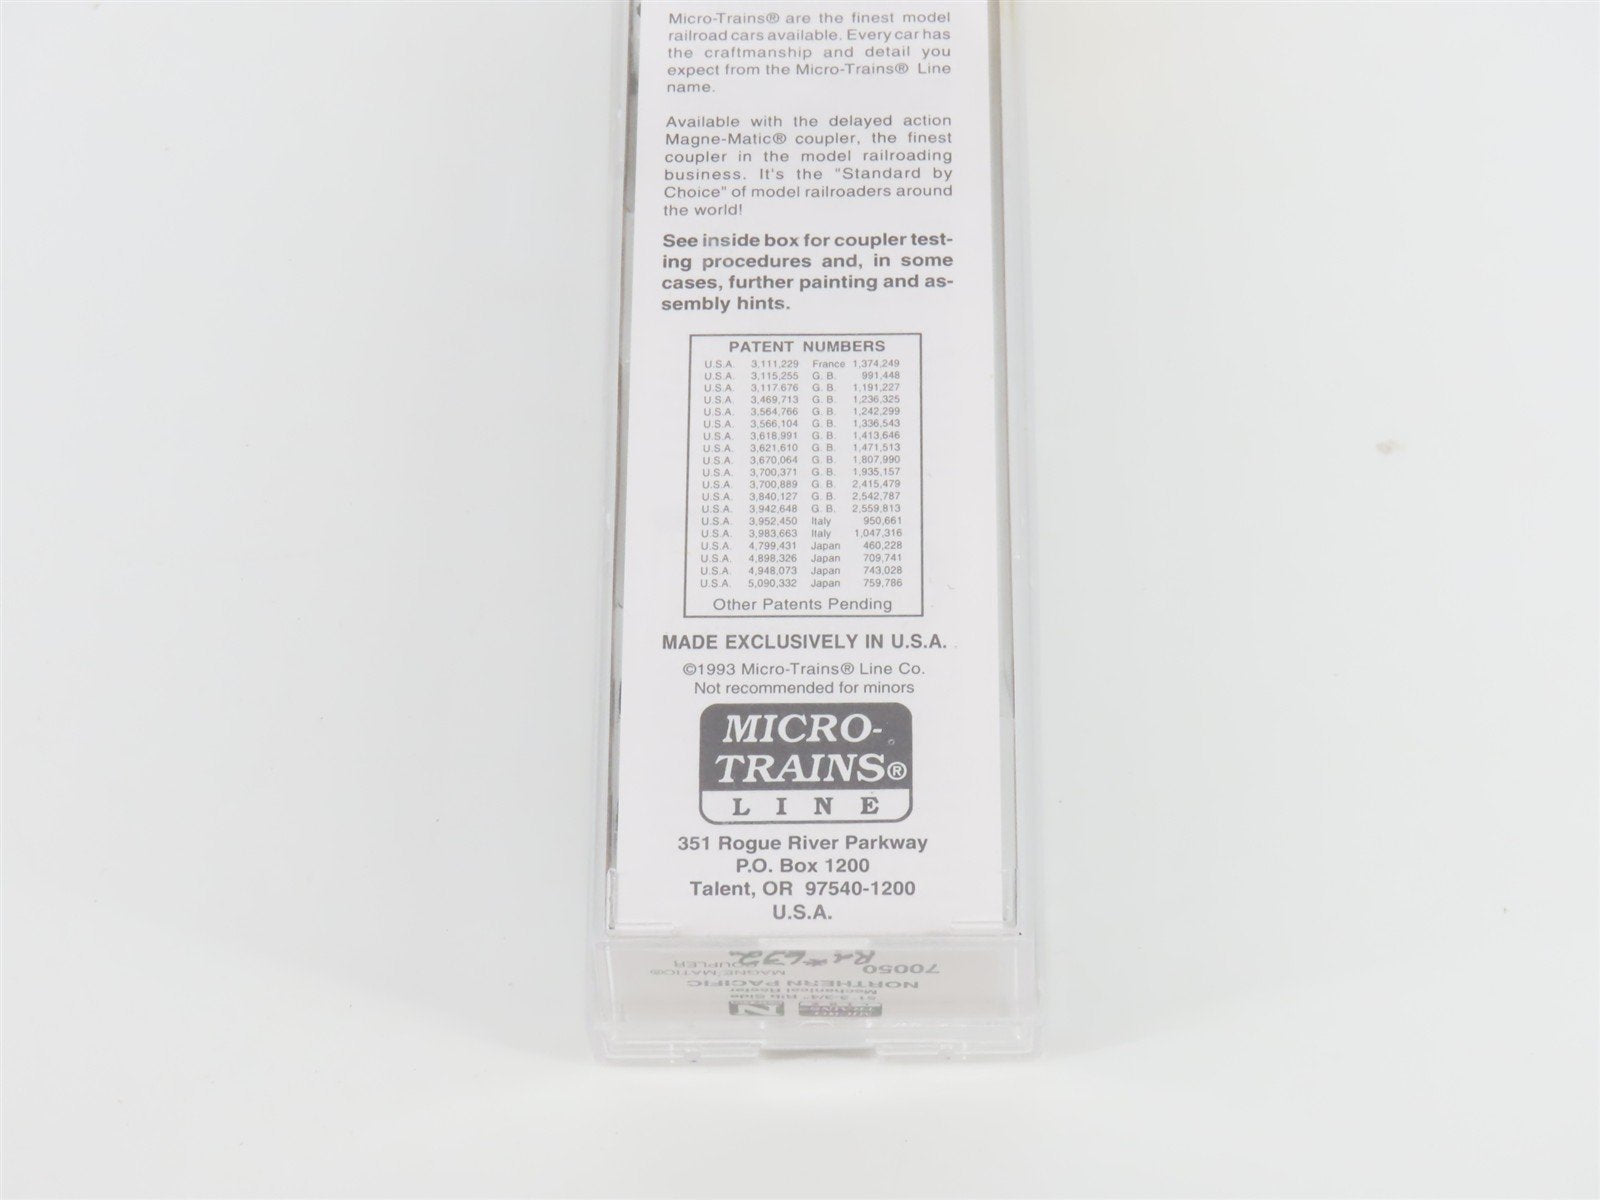 Micro-Trains® are the finest model
railroad cars available. Every car has
the craftmanship and detail you
expect from the Micro-Trains® Line
name.
Available with the delayed action
Magne-Matic® coupler, the finest
coupler in the model railroading
business. It's the "Standard by
Choice" of model railroaders around
the world!
See inside box for coupler test-
ing procedures and, in some
cases, further painting and as-
sembly hints.
PATENT NUMBERS
U.S.A. 3,111,229 France 1,374,249
U.S.A. 3,115,255 G. B. 991,448
U.S.A. 3,117,676 G. B. 1,191,227
U.S.A. 3,469,713 G. B. 1,236,325
U.S.A. 3,564,766 G. B. 1,242,299
U.S.A. 3,566,104 G. B. 1,336,543
U.S.A. 3,618,991 G. B. 1,413,646
U.S.A. 3,621,610 G. B. 1,471,513
U.S.A. 3,670,064 G. B. 1,807,990
U.S.A. 3,700,371 G. B. 1,935,157
U.S.A. 3,700,889 G. B. 2,415,479
U.S.A. 3,840,127 G. B. 2,542,787
U.S.A. 3,942,648 G. B. 2,559,813
U.S.A. 3,952,450 Italy 950,661
U.S.A. 3,983,663 Italy 1,047,316
U.S.A. 4,799,431 Japan 460,228
U.S.A. 4,898,326 Japan 709,741
U.S.A. 4,948,073 Japan 743,028
U.S.A. 5,090,332 Japan 759,786
Other Patents Pending
MADE EXCLUSIVELY IN U.S.A.
©1993 Micro-Trains® Line Co.
Not recommended for minors
MICRO-
TRAINS®
LINE
351 Rogue River Parkway
P.O. Box 1200
Talent, OR 97540-1200
U.S.A.
51' 3-3/4" Rib Side
Mechanical Reefer
NORTHERN PACIFIC
70050 MAGNE-MATIC®
COUPLER
#632